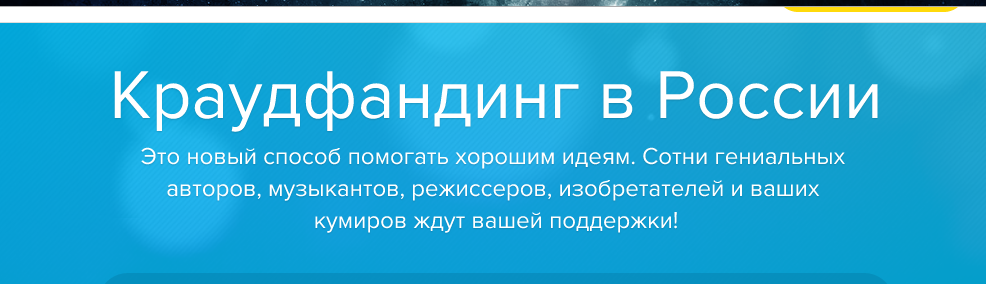 Краудфандинг в России
Это новый способ помогать хорошим идеям. Сотни гениальных
авторов, музыкантов, режиссеров, изобретателей и ваших
кумиров ждут вашей поддержки!